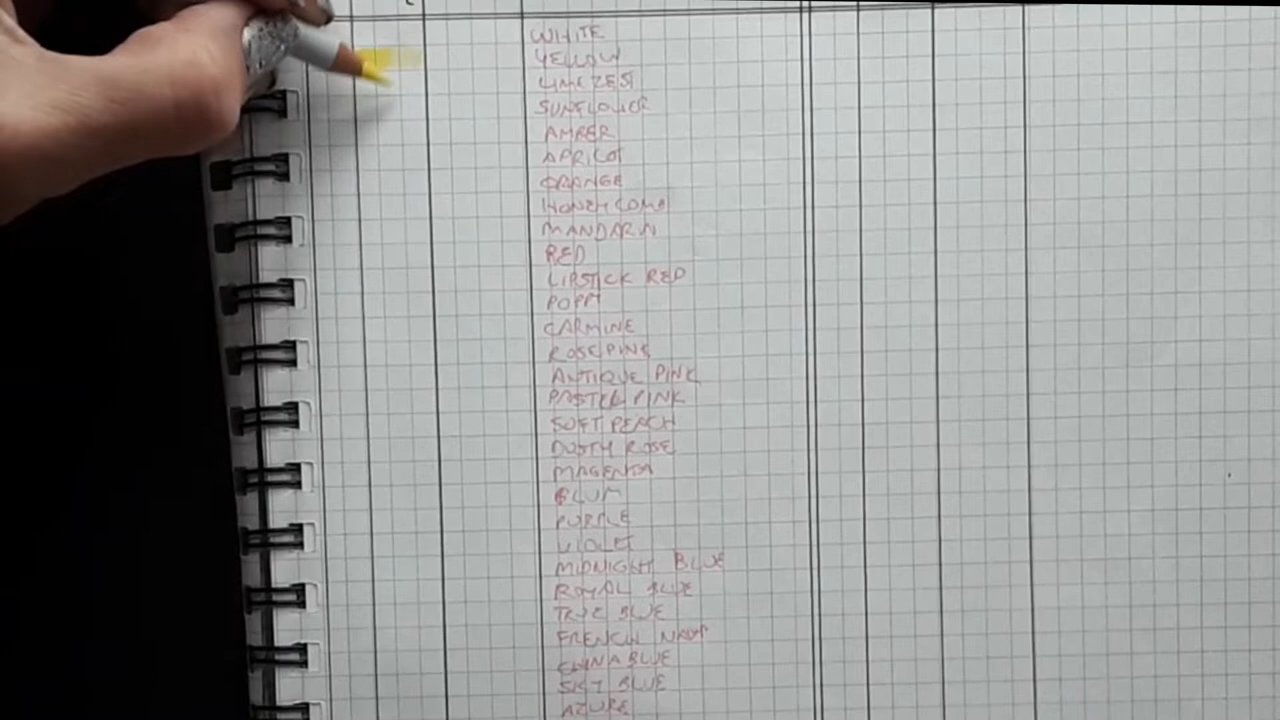 WHITE
YELLOW
LIME ZEST
SUNFLOWER
AMBER
APRICOT
ORANGE
HONEYCOMB
MANDARIN
RED
LIPSTICK RED
POPPY
CARMINE
ROSE PINK
ANTIQUE PINK
PASTEL PINK
SOFT PEACH
DUSTY ROSE
MAGENTA
PURPLE
VIOLET
MIDNIGHT BLUE
ROYAL BLUE
TRUE BLUE
FRENCH NAVY
CHINA BLUE
SKY BLUE
AZURE